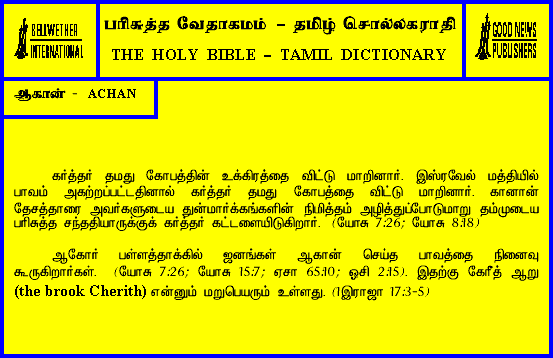 BELLWETHER
INTERNATIONAL
பரிசுத்த வேதாகமம் – தமிழ் சொல்லகராதி
THE HOLY BIBLE – TAMIL DICTIONARY
GOOD NEWS
PUBLISHERS
ஆகான் - ACHAN
கர்த்தர் தமது கோபத்தின் உக்கிரத்தை விட்டு மாறினார். இஸ்ரவேல் மத்தியில்
பாவம் அகற்றப்பட்டதினால் கர்த்தர் தமது கோபத்தை விட்டு மாறினார். கானான்
தேசத்தாரை அவர்களுடைய துன்மார்க்கங்களின் நிமித்தம் அழித்துப்போடுமாறு தம்முடைய
பரிசுத்த சந்ததியாருக்குக் கர்த்தர் கட்டளையிடுகிறார். (யோசு 7:26; யோசு 8:18)
ஆகோர் பள்ளத்தாக்கில் ஜனங்கள் ஆகான் செய்த பாவத்தை நினைவு
கூருகிறார்கள். (யோசு 7:26; யோசு 15:7; ஏசா 65:10; ஓசி 2:15). இதற்கு கேரீத் ஆறு
(the brook Cherith) என்னும் மறுபெயரும் உள்ளது. (1இராஜா 17:3-5)